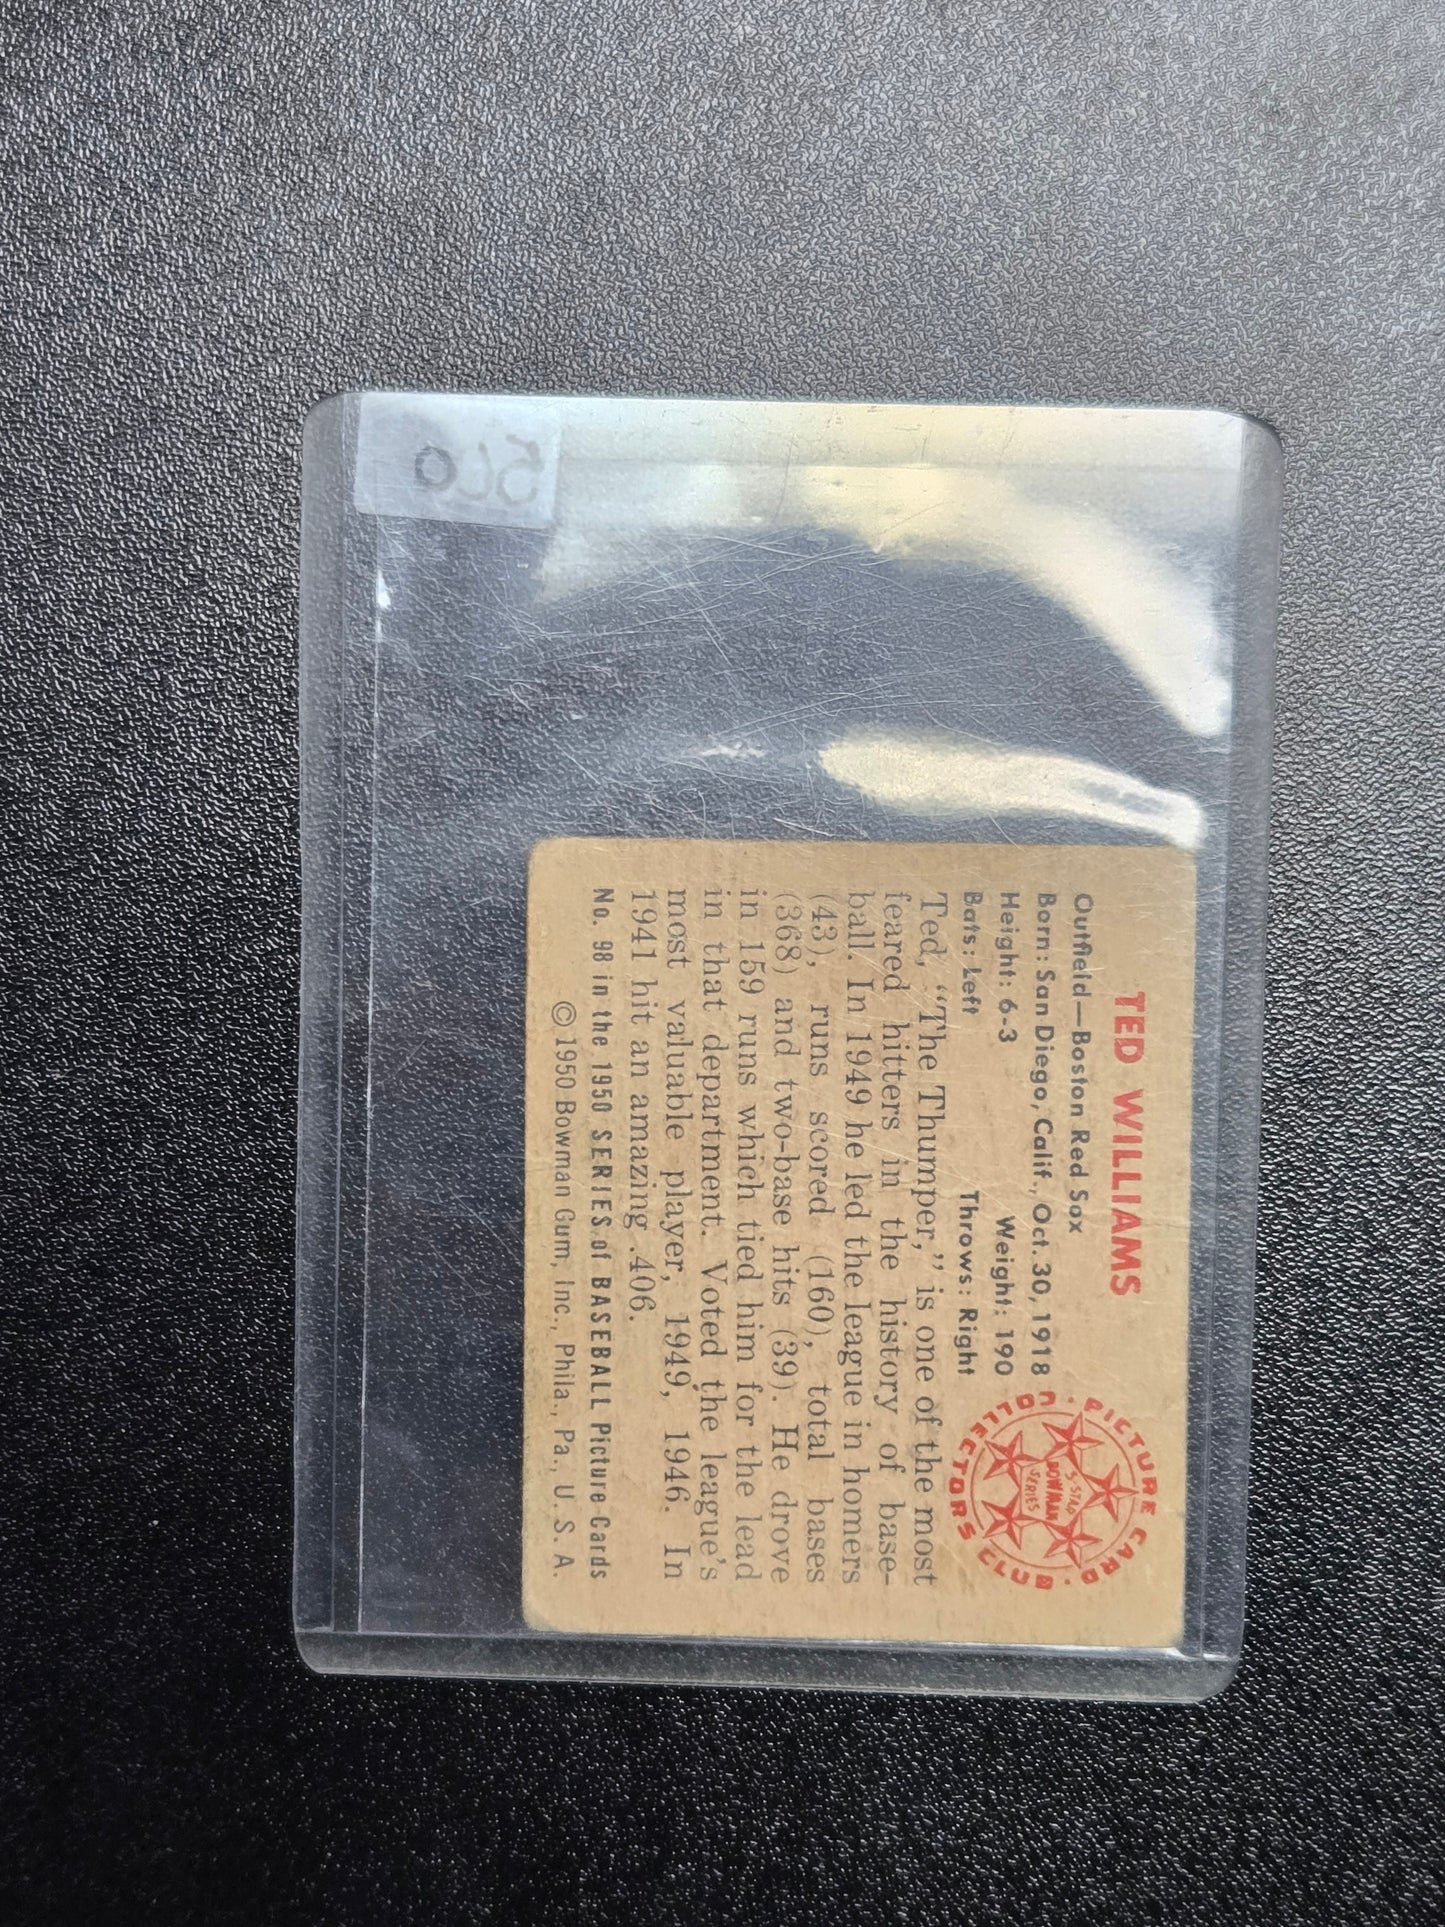 TED WILLIAMS
Outfield—Boston Red Sox
Born: San Diego, Calif., Oct. 30, 1918
Height: 6-3 Weight: 190
Bats: Left Throws: Right
PICTURE CARD COLLECTORS CLUB
5-STAR
BOWMAN
SERIES
Ted, “The Thumper,” is one of the most
feared hitters in the history of base-
ball. In 1949 he led the league in homers
(43), runs scored (160), total bases
(368) and two-base hits (39). He drove
in 159 runs which tied him for the lead
in that department. Voted the league's
most valuable player, 1949, 1946. In
1941 hit an amazing .406.
No. 98 in the 1950 SERIES of BASEBALL Picture Cards
©1950 Bowman Gum, Inc., Phila., Pa., U. S. A.